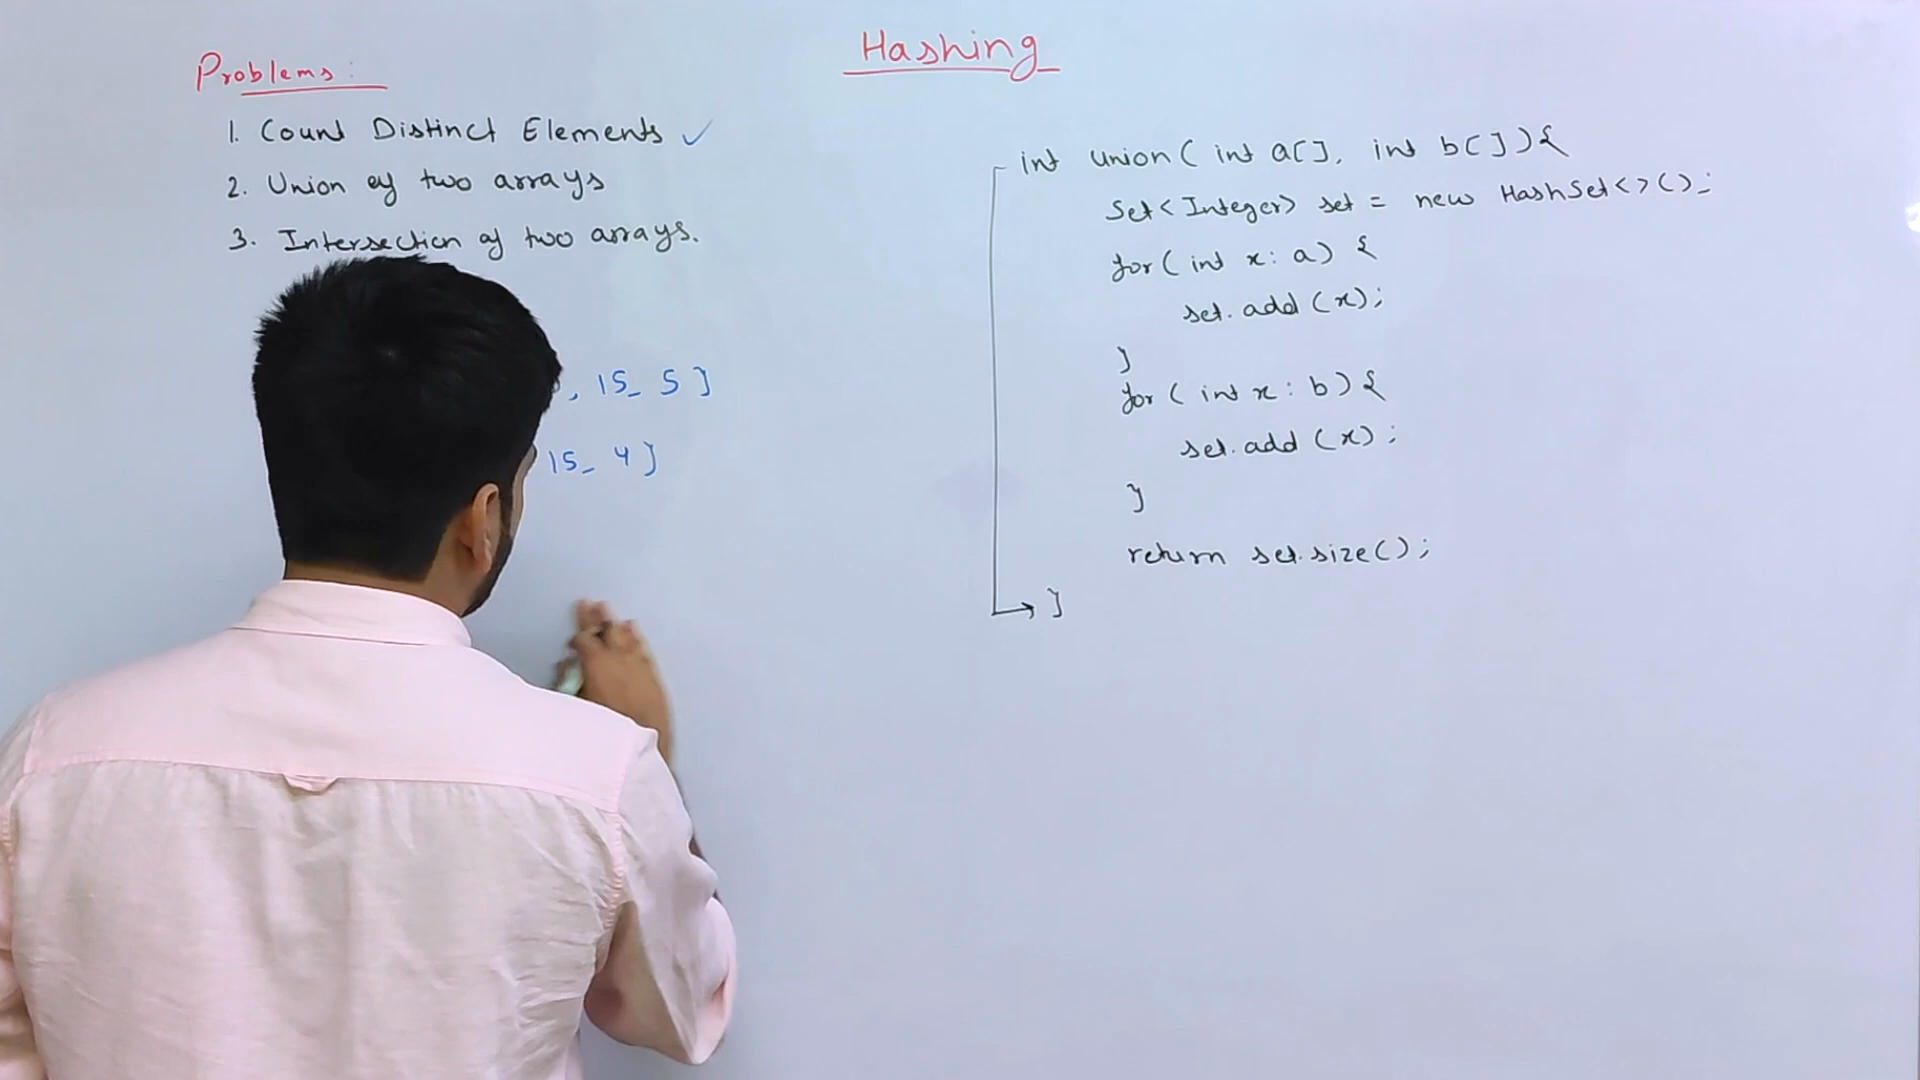 Hashing
Problems:
1. Count Distinct Elements ✓
2. Union of two arrays
3. Intersection of two arrays.
, 15, 5]
15, 4]
int union( int a[], int b[]){
Set<Integer> set = new HashSet<>();
for( int x: a) {
set.add(x);
}
for( int x: b){
set.add(x);
}
return set.size();
}